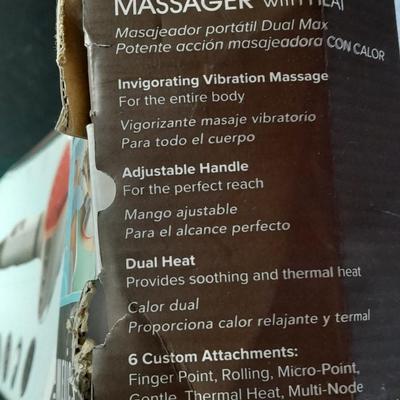 MASSAGER with HEAT
Masajeador portátil Dual Max
Potente acción masajeadora CON CALOR
Invigorating Vibration Massage
For the entire body
Vigorizante masaje vibratorio
Para todo el cuerpo
Adjustable Handle
For the perfect reach
Mango ajustable
Para el alcance perfecto
Dual Heat
Provides soothing and thermal heat
Calor dual
Proporciona calor relajante y termal
6 Custom Attachments:
Finger Point, Rolling, Micro-Point,
Gentle, Thermal Heat, Multi-Node